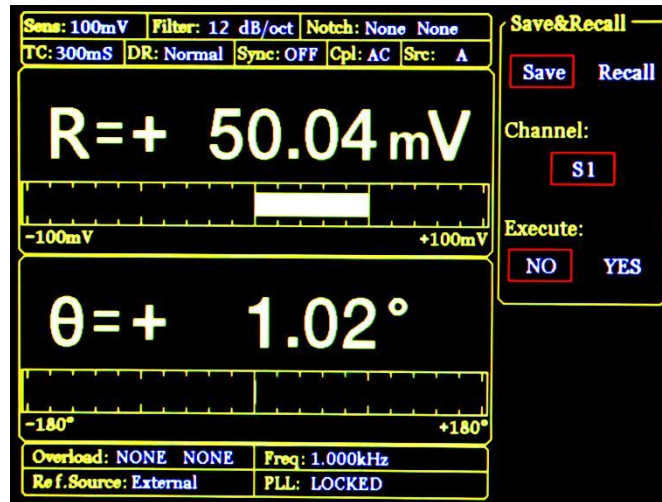 Sens: 100mV Filter: 12 dB/oct Notch: None None
TC: 300mS DR: Normal Sync: OFF Cpl: AC Src: A
R=+ 50.04 mV
-100mV +100mV
θ=+ 1.02°
-180° +180°
Overload: NONE NONE Freq: 1.000kHz
Ref.Source: External PLL: LOCKED
Save&Recall
Save Recall
Channel:
S1
Execute:
NO YES